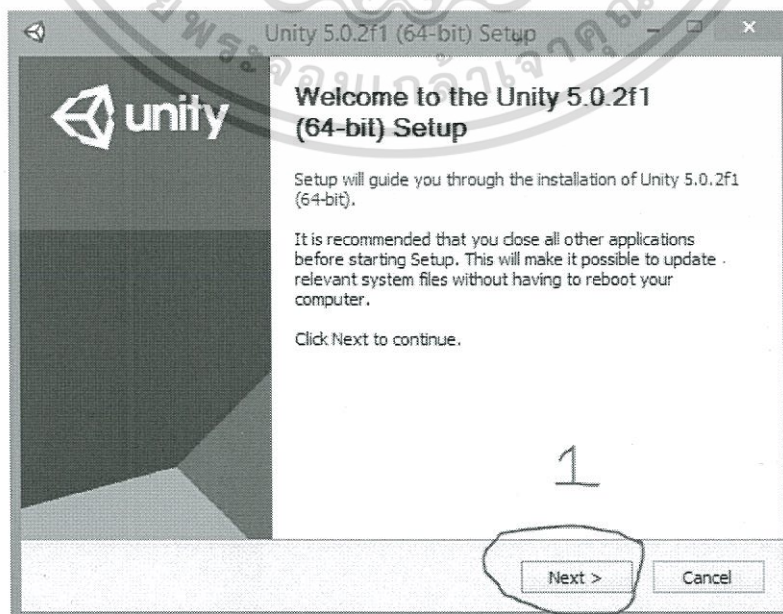 Unity 5.0.2f1 (64-bit) Setup
unity
Welcome to the Unity 5.0.2f1
(64-bit) Setup
Setup will guide you through the installation of Unity 5.0.2f1
(64-bit).
It is recommended that you close all other applications
before starting Setup. This will make it possible to update
relevant system files without having to reboot your
computer.
Click Next to continue.
1
Next >
Cancel